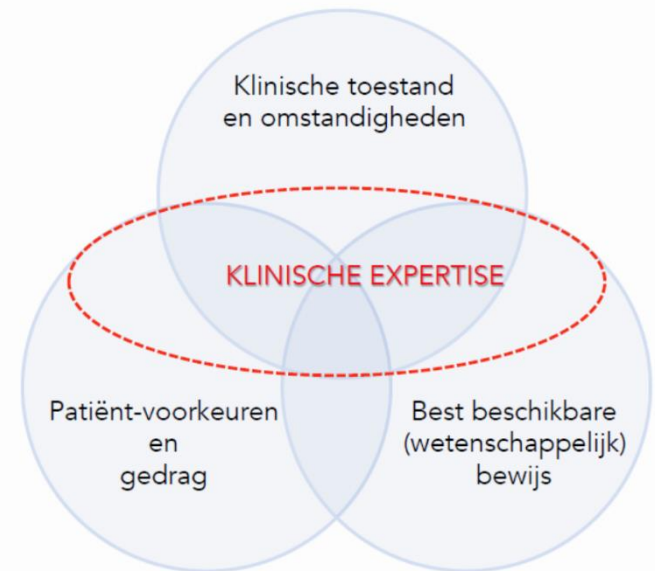 Klinische toestand
en omstandigheden
KLINISCHE EXPERTISE
Patiënt-voorkeuren
en
gedrag
Best beschikbare
(wetenschappelijk)
bewijs